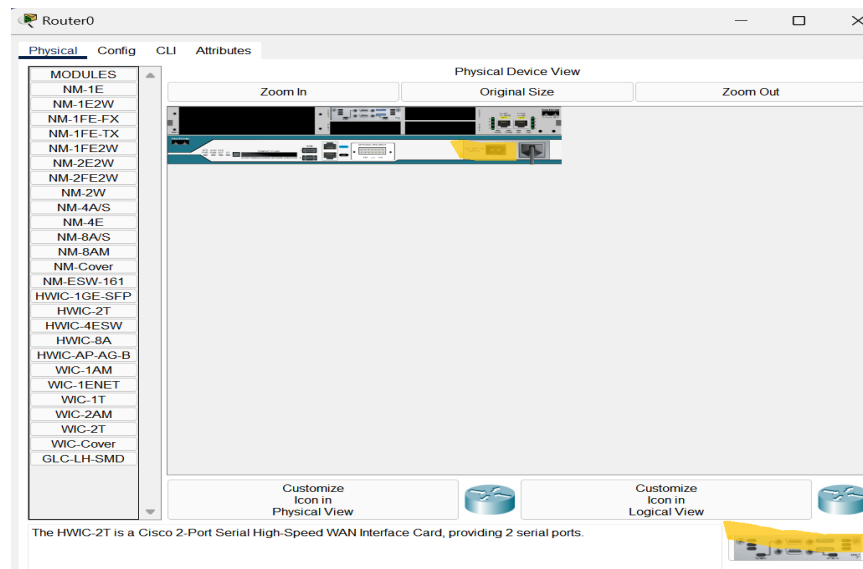 Router0
Physical Config CLI Attributes
MODULES
NM-1E
NM-1E2W
NM-1FE-FX
NM-1FE-TX
NM-1FE2W
NM-2E2W
NM-2FE2W
NM-2W
NM-4A/S
NM-4E
NM-8A/S
NM-8AM
NM-Cover
NM-ESW-161
HWIC-1GE-SFP
HWIC-2T
HWIC-4ESW
HWIC-8A
HWIC-AP-AG-B
WIC-1AM
WIC-1ENET
WIC-1T
WIC-2AM
WIC-2T
WIC-Cover
GLC-LH-SMD
Physical Device View
Zoom In Original Size Zoom Out
Customize
Icon in
Physical View
Customize
Icon in
Logical View
The HWIC-2T is a Cisco 2-Port Serial High-Speed WAN Interface Card, providing 2 serial ports.